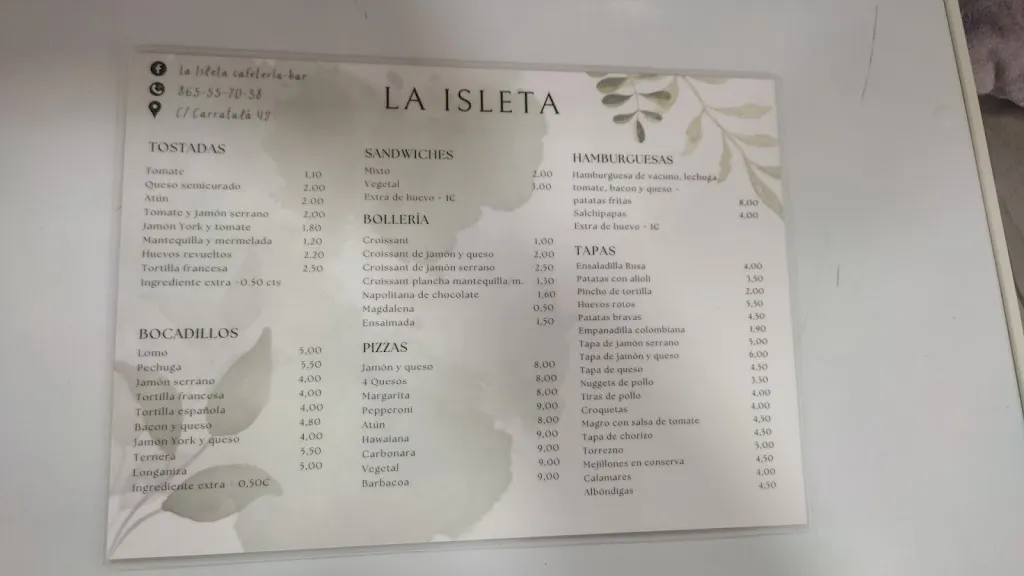 La Isleta cafetería-bar
865-55-70-58
C/Carratalá 49
LA ISLETA
TOSTADAS
Tomate 1,10
Queso semicurado 2,00
Atún 2,00
Tomate y jamón serrano 2,00
Jamón York y tomate 1,80
Mantequilla y mermelada 1,20
Huevos revueltos 2,20
Tortilla francesa 2,50
Ingrediente extra +0,50 cts
BOCADILLOS
Lomo 5,00
Pechuga 5,50
Jamón serrano 4,00
Tortilla francesa 4,00
Tortilla española 4,00
Bacon y queso 4,80
Jamón York y queso 4,00
Ternera 5,50
Longaniza 5,00
Ingrediente extra + 0,50€
SANDWICHES
Mixto 2,00
Vegetal 3,00
Extra de huevo + 1€
BOLLERÍA
Croissant 1,00
Croissant de jamón y queso 2,00
Croissant de jamón serrano 2,50
Croissant plancha mantequilla/m. 1,30
Napolitana de chocolate 1,60
Magdalena 0,50
Ensaimada 1,50
PIZZAS
Jamón y queso 8,00
4 Quesos 8,00
Margarita 8,00
Pepperoni 9,00
Atún 8,00
Hawaiana 9,00
Carbonara 9,00
Vegetal 9,00
Barbacoa 9,00
HAMBURGUESAS
Hamburguesa de vacuno, lechuga,
tomate, bacon y queso +
patatas fritas 8,00
Salchipapas 4,00
Extra de huevo + 1€
TAPAS
Ensaladilla Rusa 4,00
Patatas con alioli 3,50
Pincho de tortilla 2,00
Huevos rotos 5,50
Patatas bravas 4,50
Empanadilla colombiana 1,90
Tapa de jamón serrano 5,00
Tapa de jamón y queso 6,00
Tapa de queso 4,50
Nuggets de pollo 3,50
Tiras de pollo 4,00
Croquetas 4,00
Magro con salsa de tomate 4,50
Tapa de chorizo 4,50
Torrezno 5,00
Mejillones en conserva 4,50
Calamares 4,00
Albóndigas 4,50